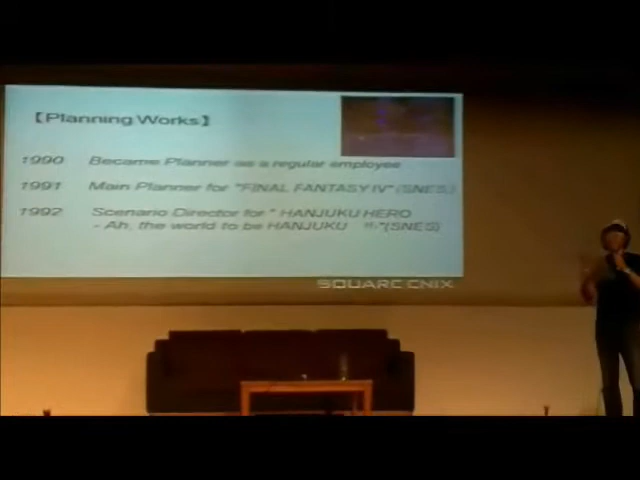 【Planning Works】
1990 Became Planner as a regular employee
1991 Main Planner for "FINAL FANTASY IV" (SNES)
1992 Scenario Director for " HANJUKU HERO
- Ah, the world to be HANJUKU !!-"(SNES)
SQUARE ENIX